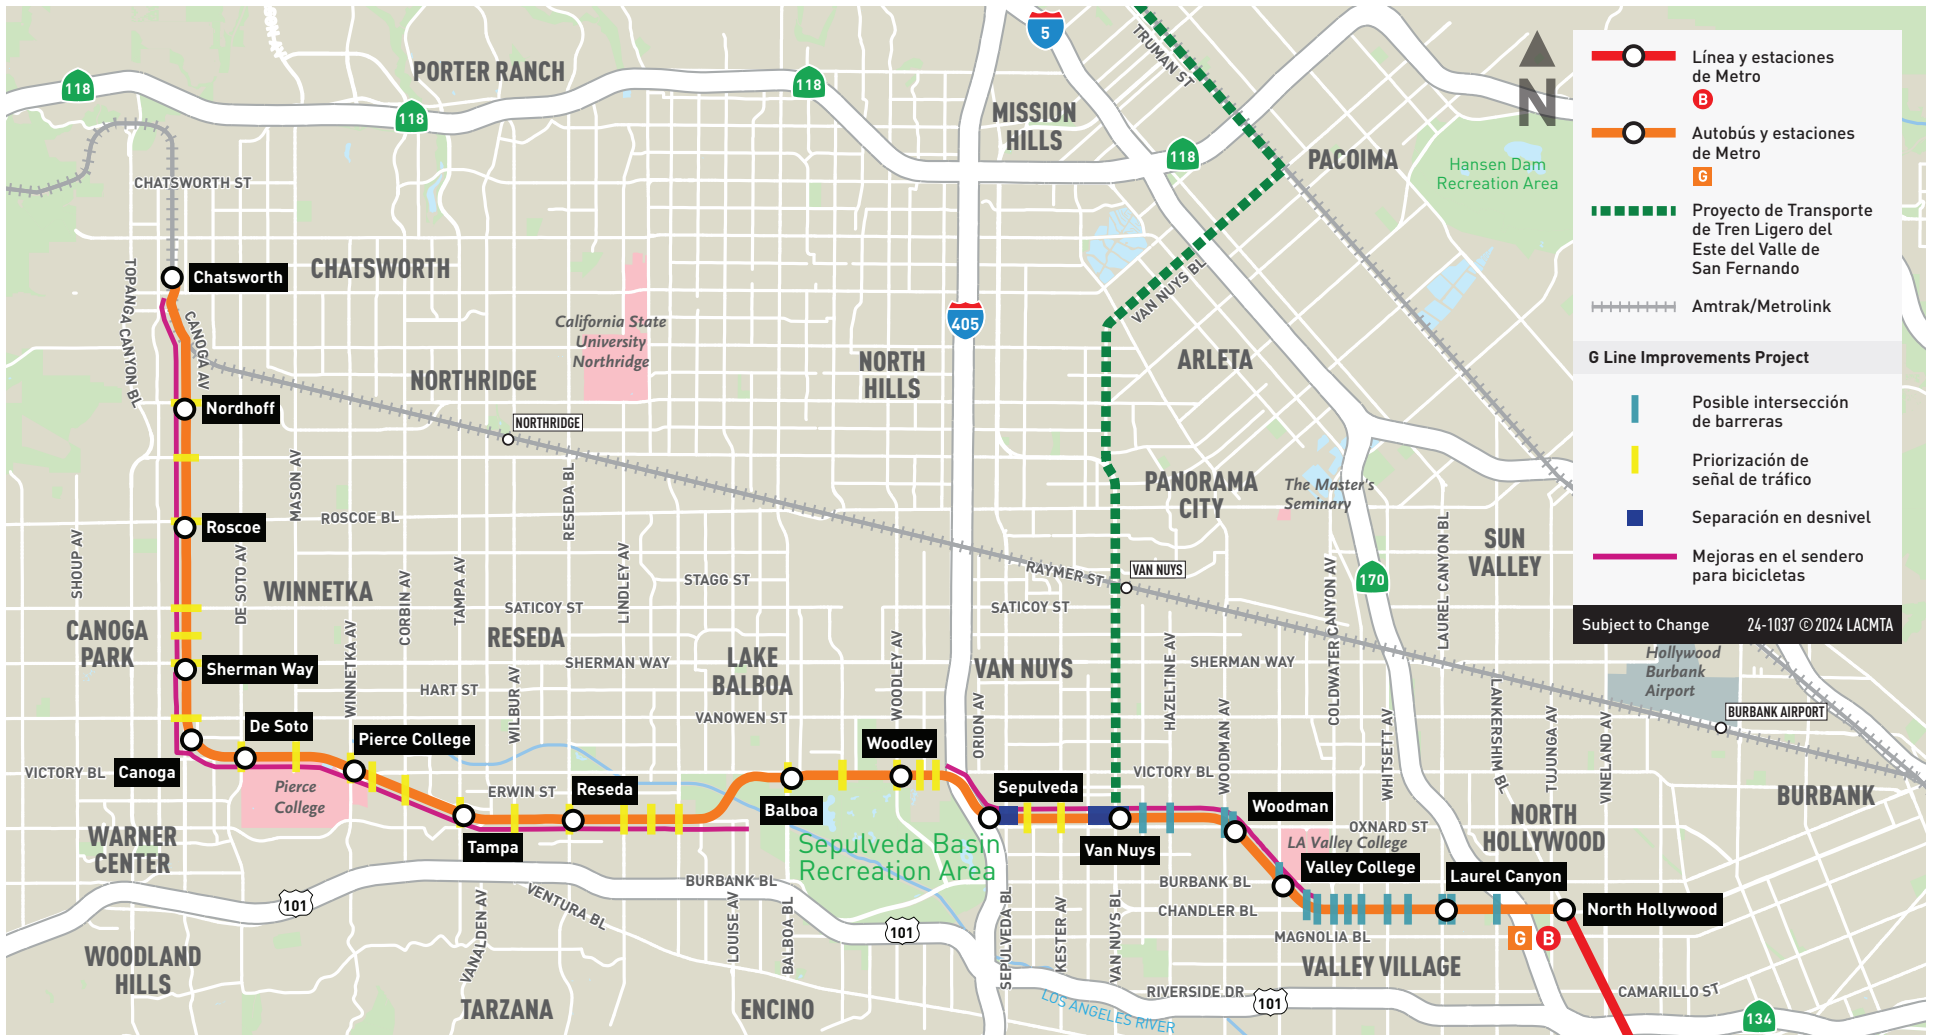 118
PORTER RANCH
118
118
5
TRUMAN ST
MISSION
HILLS
118
PACOIMA
Hansen Dam
Recreation Area
N
Línea y estaciones
de Metro
B
Autobús y estaciones
de Metro
G
Proyecto de Transporte
de Tren Ligero del
Este del Valle de
San Fernando
Amtrak/Metrolink
G Line Improvements Project
Posible intersección
de barreras
Priorización de
señal de tráfico
Separación en desnivel
Mejoras en el sendero
para bicicletas
Subject to Change
24-1037 © 2024 LACMTA
CHATSWORTH ST
Chatsworth
CHATSWORTH
TOPANGA CANYON BL
CANOGA AV
California State
University
Northridge
405
VAN NUYS BL
NORTHRIDGE
NORTH
HILLS
ARLETA
Nordhoff
NORTHRIDGE
MASON AV
RESEDA BL
PANORAMA
CITY
The Master's
Seminary
Roscoe
ROSCOE BL
SHOUP AV
DE SOTO AV
WINNETKA
CORBIN AV
TAMPA AV
LINDLEY AV
STAGG ST
RAYMER ST
VAN NUYS
COLDWATER CANYON AV
170
LAUREL CANYON BL
SUN
VALLEY
SATICOY ST
SATICOY ST
CANOGA
PARK
RESEDA
WINNETKA AV
Sherman Way
SHERMAN WAY
LAKE
BALBOA
WOODLEY AV
VAN NUYS
HAZELTINE AV
SHERMAN WAY
Hollywood
Burbank
Airport
BURBANK AIRPORT
HART ST
WILBUR AV
VANOWEN ST
ORION AV
WOODMAN AV
WHITSETT AV
LANKERSHIM BL
TUJUNGA AV
VINELAND AV
De Soto
Pierce College
Woodley
VICTORY BL
Canoga
Pierce
College
ERWIN ST
Reseda
Balboa
Sepulveda
VICTORY BL
Woodman
BURBANK
WARNER
CENTER
Tampa
Sepulveda Basin
Recreation Area
Van Nuys
OXNARD ST
LA Valley College
NORTH
HOLLYWOOD
Valley College
Laurel Canyon
BURBANK BL
BURBANK BL
101
VANALDEN AV
VENTURA BL
LOUISE AV
BALBOA BL
101
SEPULVEDA BL
KESTER AV
VAN NUYS BL
CHANDLER BL
North Hollywood
MAGNOLIA BL
G
B
WOODLAND
HILLS
VALLEY VILLAGE
TARZANA
ENCINO
LOS ANGELES RIVER
RIVERSIDE DR
101
CAMARILLO ST
134